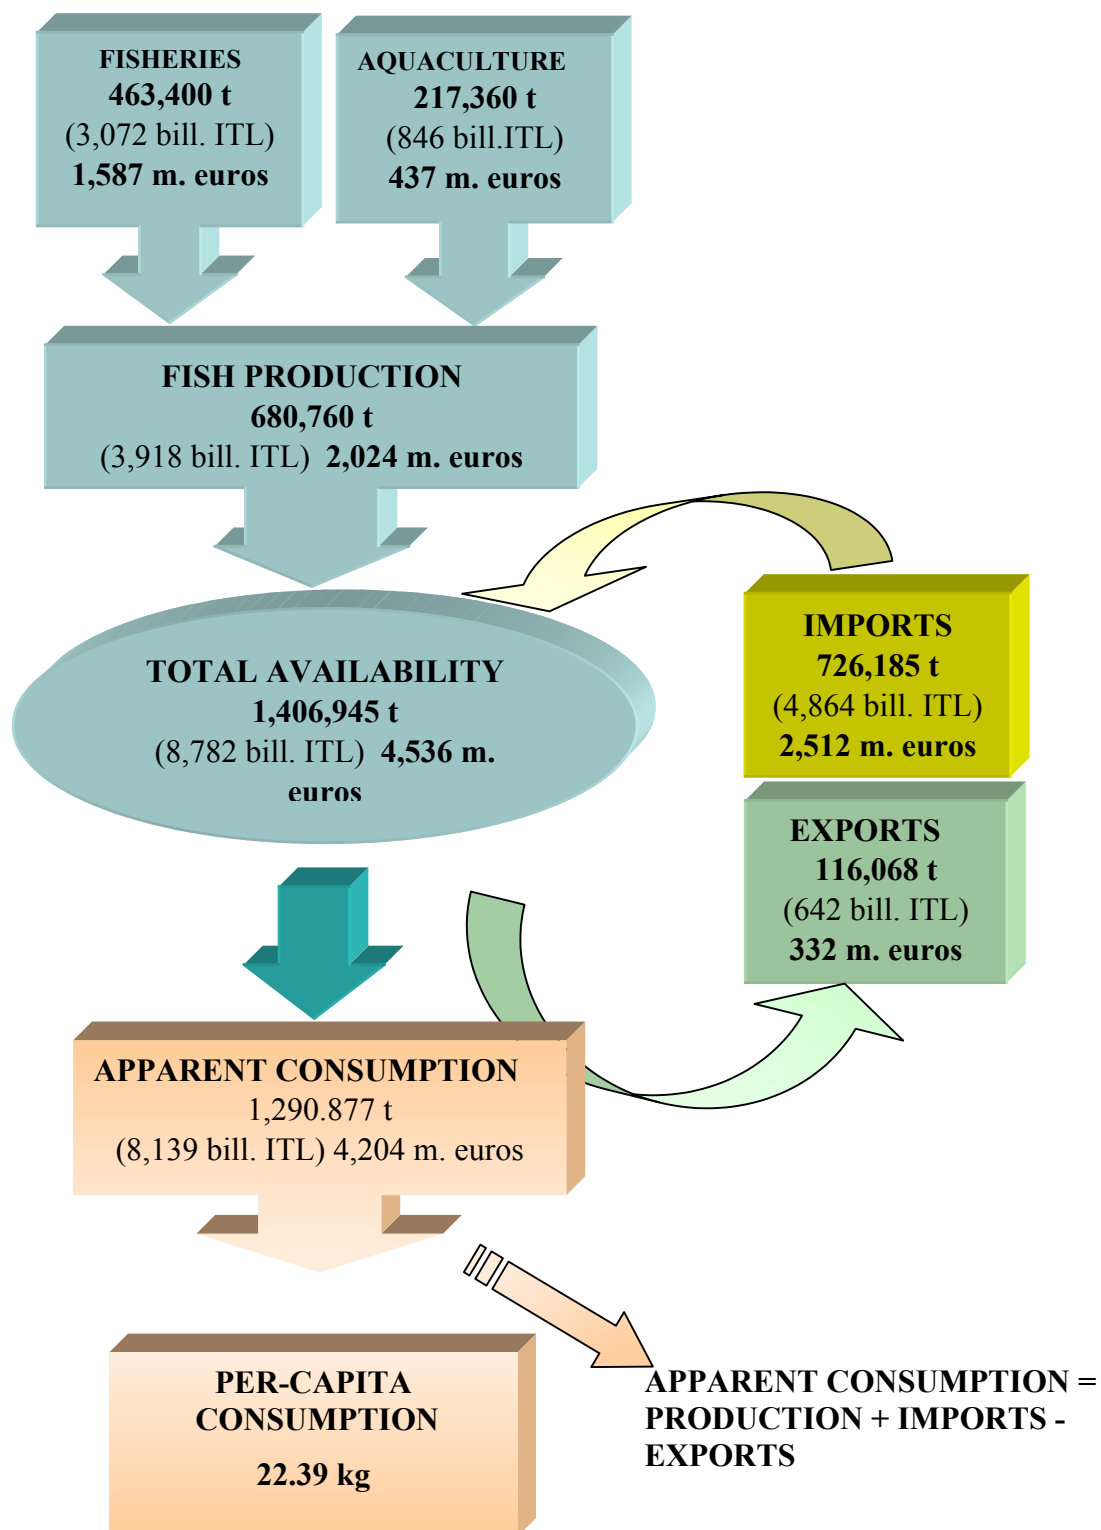 FISHERIES
463,400 t
(3,072 bill. ITL)
1,587 m. euros
AQUACULTURE
217,360 t
(846 bill.ITL)
437 m. euros
FISH PRODUCTION
680,760 t
(3,918 bill. ITL) 2,024 m. euros
TOTAL AVAILABILITY
1,406,945 t
(8,782 bill. ITL) 4,536 m.
euros
IMPORTS
726,185 t
(4,864 bill. ITL)
2,512 m. euros
EXPORTS
116,068 t
(642 bill. ITL)
332 m. euros
APPARENT CONSUMPTION
1,290.877 t
(8,139 bill. ITL) 4,204 m. euros
PER-CAPITA
CONSUMPTION
22.39 kg
APPARENT CONSUMPTION =
PRODUCTION + IMPORTS -
EXPORTS